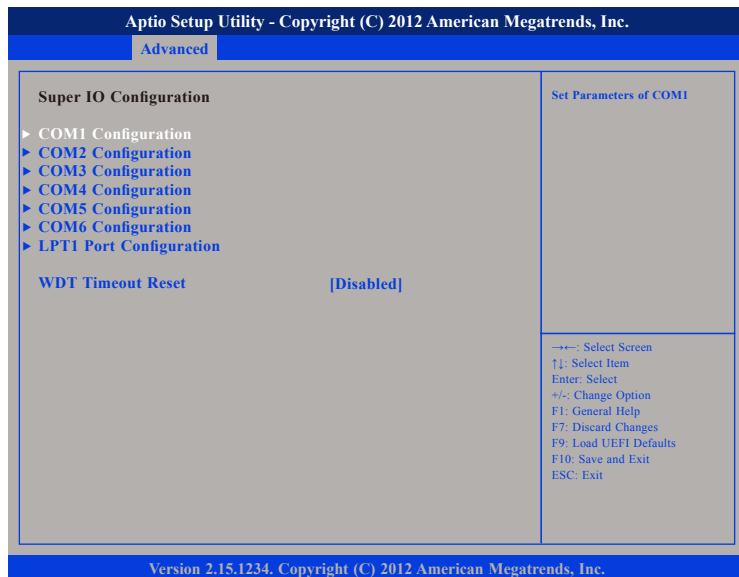 Aptio Setup Utility - Copyright (C) 2012 American Megatrends, Inc.
Advanced
Super IO Configuration
► COM1 Configuration
► COM2 Configuration
► COM3 Configuration
► COM4 Configuration
► COM5 Configuration
► COM6 Configuration
► LPT1 Port Configuration
WDT Timeout Reset [Disabled]
Set Parameters of COM1
→←: Select Screen
↑↓: Select Item
Enter: Select
+/-: Change Option
F1: General Help
F7: Discard Changes
F9: Load UEFI Defaults
F10: Save and Exit
ESC: Exit
Version 2.15.1234. Copyright (C) 2012 American Megatrends, Inc.